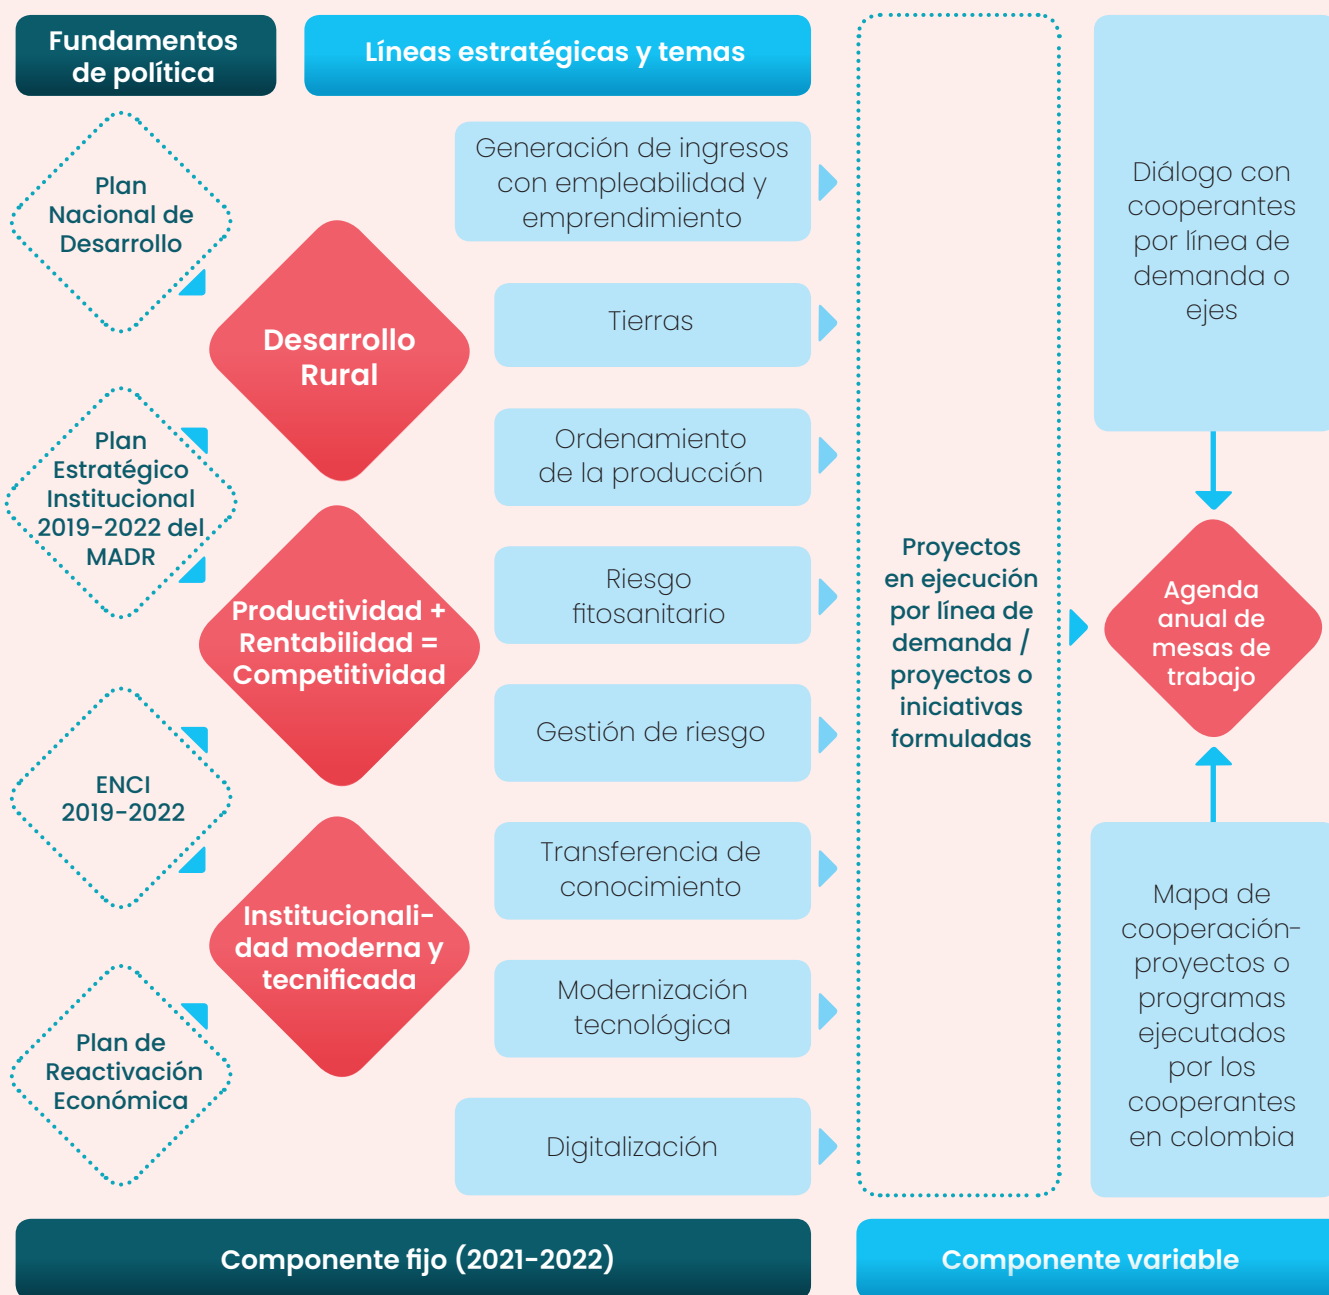 Fundamentos
de política
Líneas estratégicas y temas
Plan
Nacional de
Desarrollo
Plan
Estratégico
Institucional
2019-2022 del
MADR
ENCI
2019-2022
Plan de
Reactivación
Económica
Desarrollo
Rural
Productividad +
Rentabilidad =
Competitividad
Institucionali-
dad moderna y
tecnificada
Generación de ingresos
con empleabilidad y
emprendimiento
Tierras
Ordenamiento
de la producción
Riesgo
fitosanitario
Gestión de riesgo
Transferencia de
conocimiento
Modernización
tecnológica
Digitalización
Proyectos
en ejecución
por línea de
demanda /
proyectos o
iniciativas
formuladas
Diálogo con
cooperantes
por línea de
demanda o
ejes
Agenda
anual de
mesas de
trabajo
Mapa de
cooperación-
proyectos o
programas
ejecutados
por los
cooperantes
en colombia
Componente fijo (2021-2022)
Componente variable